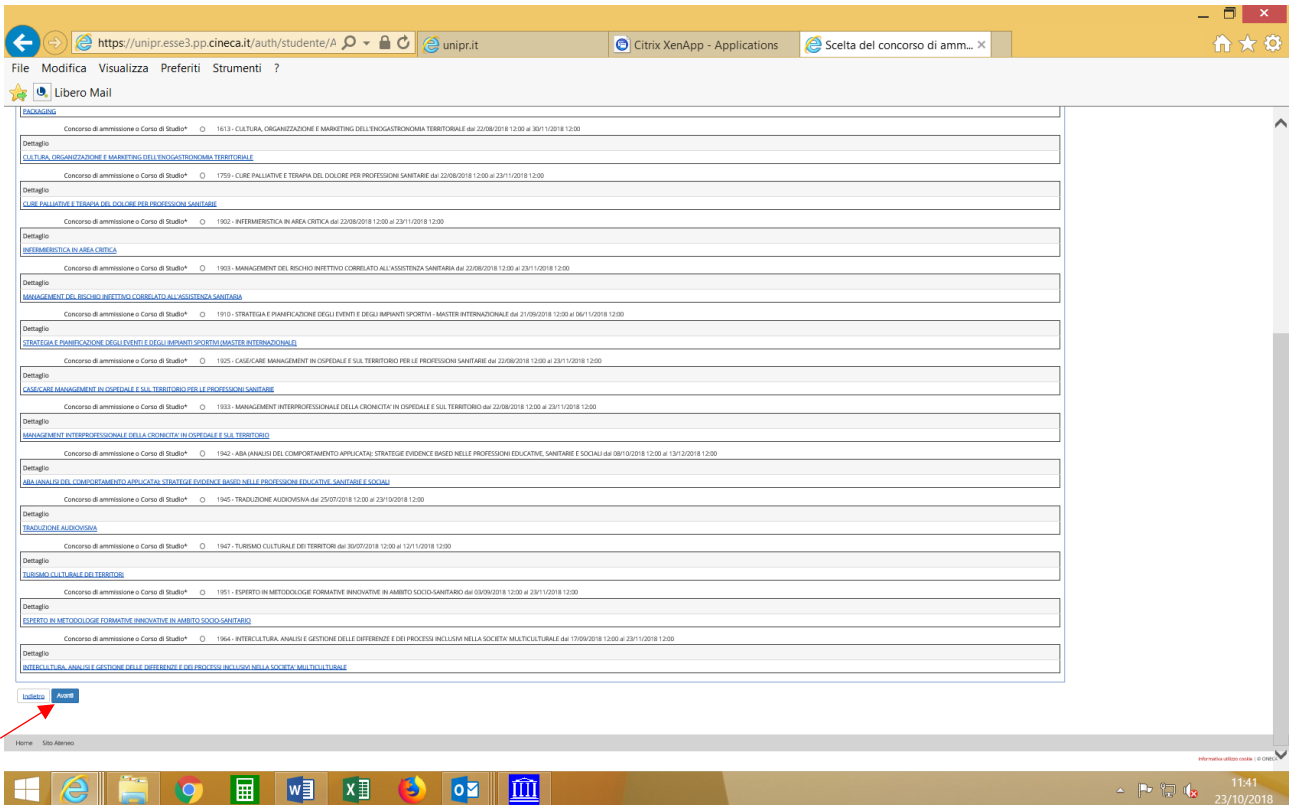 https://unipr.esse3.pp.cineca.it/auth/studente/A
unipr.it
Citrix XenApp - Applications
Scelta del concorso di amm...
File Modifica Visualizza Preferiti Strumenti ?
Libero Mail
PACKAGING
Concorso di ammissione o Corso di Studio* 1613 - CULTURA, ORGANIZZAZIONE E MARKETING DELL'ENOGASTRONOMIA TERRITORIALE dal 22/08/2018 12:00 al 30/11/2018 12:00
Dettaglio
CULTURA, ORGANIZZAZIONE E MARKETING DELL'ENOGASTRONOMIA TERRITORIALE
Concorso di ammissione o Corso di Studio* 1759 - CURE PALLIATIVE E TERAPIA DEL DOLORE PER PROFESSIONI SANITARIE dal 22/08/2018 12:00 al 23/11/2018 12:00
Dettaglio
CURE PALLIATIVE E TERAPIA DEL DOLORE PER PROFESSIONI SANITARIE
Concorso di ammissione o Corso di Studio* 1902 - INFERMIERISTICA IN AREA CRITICA dal 22/08/2018 12:00 al 23/11/2018 12:00
Dettaglio
INFERMIERISTICA IN AREA CRITICA
Concorso di ammissione o Corso di Studio* 1903 - MANAGEMENT DEL RISCHIO INFETTIVO CORRELATO ALL'ASSISTENZA SANITARIA dal 22/08/2018 12:00 al 23/11/2018 12:00
Dettaglio
MANAGEMENT DEL RISCHIO INFETTIVO CORRELATO ALL'ASSISTENZA SANITARIA
Concorso di ammissione o Corso di Studio* 1910 - STRATEGIA E PIANIFICAZIONE DEGLI EVENTI E DEGLI IMPIANTI SPORTIVI - MASTER INTERNAZIONALE dal 21/09/2018 12:00 al 06/11/2018 12:00
Dettaglio
STRATEGIA E PIANIFICAZIONE DEGLI EVENTI E DEGLI IMPIANTI SPORTIVI (MASTER INTERNAZIONALE)
Concorso di ammissione o Corso di Studio* 1925 - CASE/CARE MANAGEMENT IN OSPEDALE E SUL TERRITORIO PER LE PROFESSIONI SANITARIE dal 22/08/2018 12:00 al 23/11/2018 12:00
Dettaglio
CASE/CARE MANAGEMENT IN OSPEDALE E SUL TERRITORIO PER LE PROFESSIONI SANITARIE
Concorso di ammissione o Corso di Studio* 1933 - MANAGEMENT INTERPROFESSIONALE DELLA CRONICITA' IN OSPEDALE E SUL TERRITORIO dal 22/08/2018 12:00 al 23/11/2018 12:00
Dettaglio
MANAGEMENT INTERPROFESSIONALE DELLA CRONICITA' IN OSPEDALE E SUL TERRITORIO
Concorso di ammissione o Corso di Studio* 1942 - ABA (ANALISI DEL COMPORTAMENTO APPLICATA): STRATEGIE EVIDENCE BASED NELLE PROFESSIONI EDUCATIVE, SANITARIE E SOCIALI dal 08/10/2018 12:00 al 13/12/2018 12:00
Dettaglio
ABA (ANALISI DEL COMPORTAMENTO APPLICATA): STRATEGIE EVIDENCE BASED NELLE PROFESSIONI EDUCATIVE, SANITARIE E SOCIALI
Concorso di ammissione o Corso di Studio* 1945 - TRADUZIONE AUDIOVISIVA dal 25/07/2018 12:00 al 23/10/2018 12:00
Dettaglio
TRADUZIONE AUDIOVISIVA
Concorso di ammissione o Corso di Studio* 1947 - TURISMO CULTURALE DEI TERRITORI dal 30/07/2018 12:00 al 12/11/2018 12:00
Dettaglio
TURISMO CULTURALE DEI TERRITORI
Concorso di ammissione o Corso di Studio* 1951 - ESPERTO IN METODOLOGIE FORMATIVE INNOVATIVE IN AMBITO SOCIO-SANITARIO dal 03/09/2018 12:00 al 23/11/2018 12:00
Dettaglio
ESPERTO IN METODOLOGIE FORMATIVE INNOVATIVE IN AMBITO SOCIO-SANITARIO
Concorso di ammissione o Corso di Studio* 1964 - INTERCULTURA. ANALISI E GESTIONE DELLE DIFFERENZE E DEI PROCESSI INCLUSIVI NELLA SOCIETA' MULTICULTURALE dal 17/09/2018 12:00 al 23/11/2018 12:00
Dettaglio
INTERCULTURA. ANALISI E GESTIONE DELLE DIFFERENZE E DEI PROCESSI INCLUSIVI NELLA SOCIETA' MULTICULTURALE
Indietro Avanti
Home Sito Ateneo
Informativa utilizzo cookie | © CINECA
11:41
23/10/2018